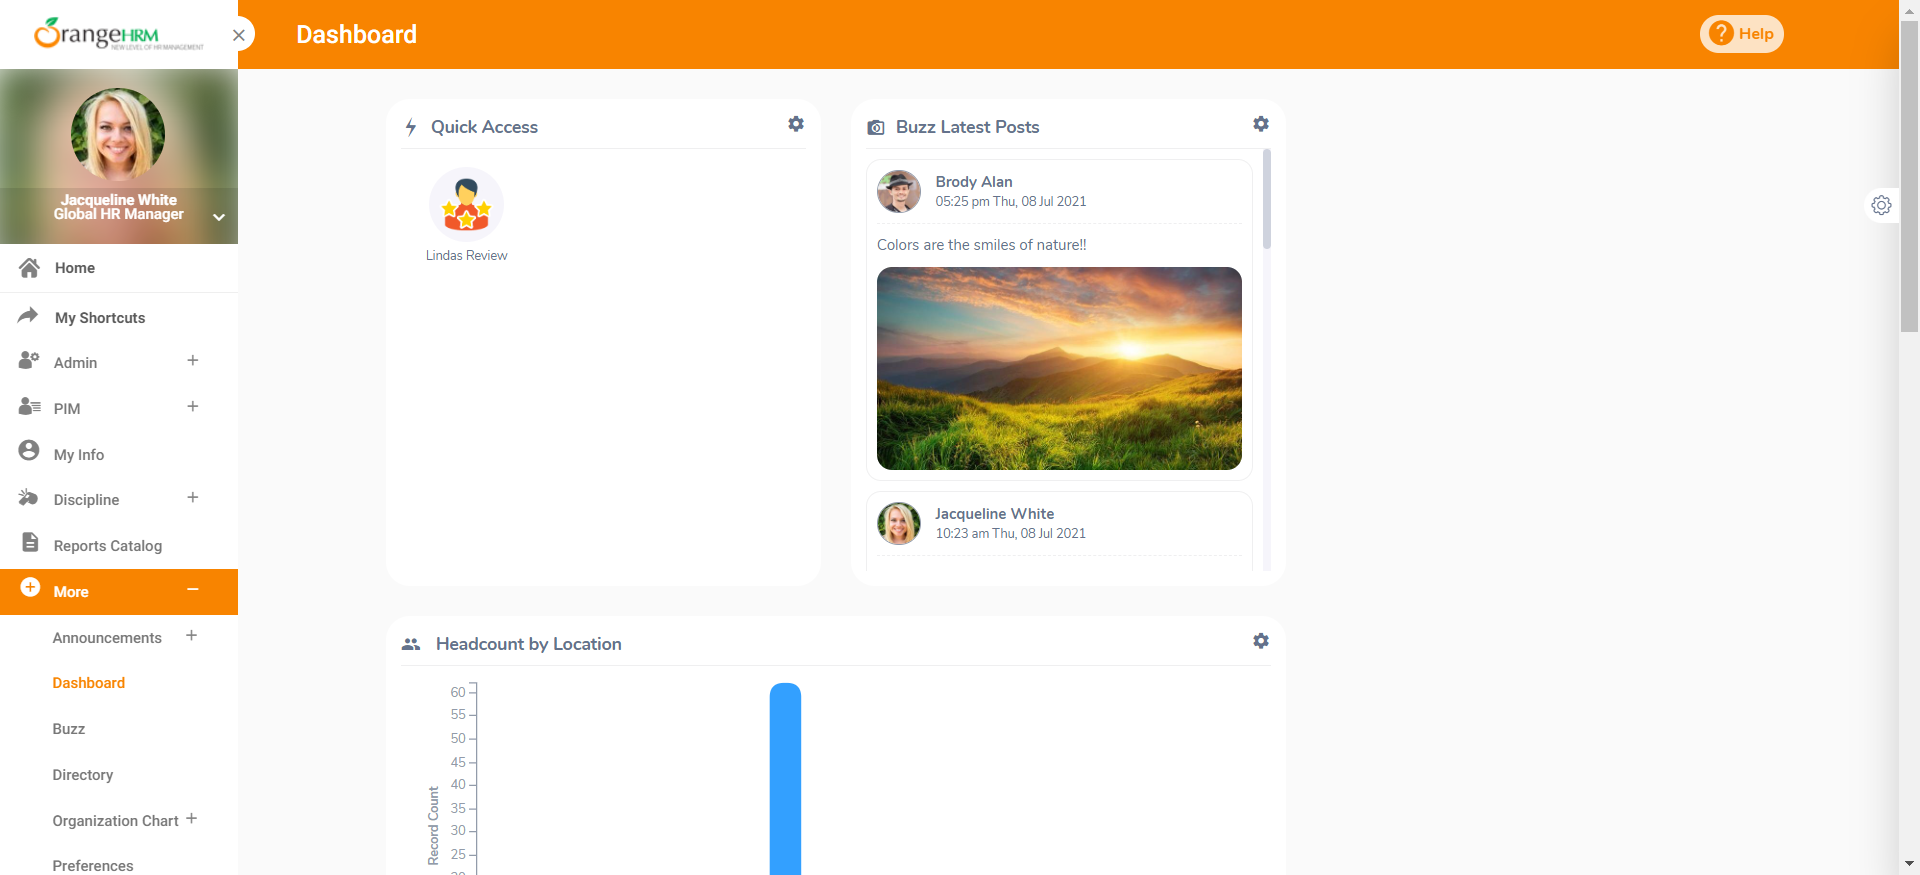 OrangeHRM
NEW LEVEL OF HR MANAGEMENT
Dashboard
? Help
Jacqueline White
Global HR Manager
Home
My Shortcuts
Admin +
PIM +
My Info
Discipline +
Reports Catalog
More −
Announcements +
Dashboard
Buzz
Directory
Organization Chart +
Preferences
Quick Access
Lindas Review
Buzz Latest Posts
Brody Alan
05:25 pm Thu, 08 Jul 2021
Colors are the smiles of nature!!
Jacqueline White
10:23 am Thu, 08 Jul 2021
Headcount by Location
Record Count
60
55
50
45
40
35
30
25